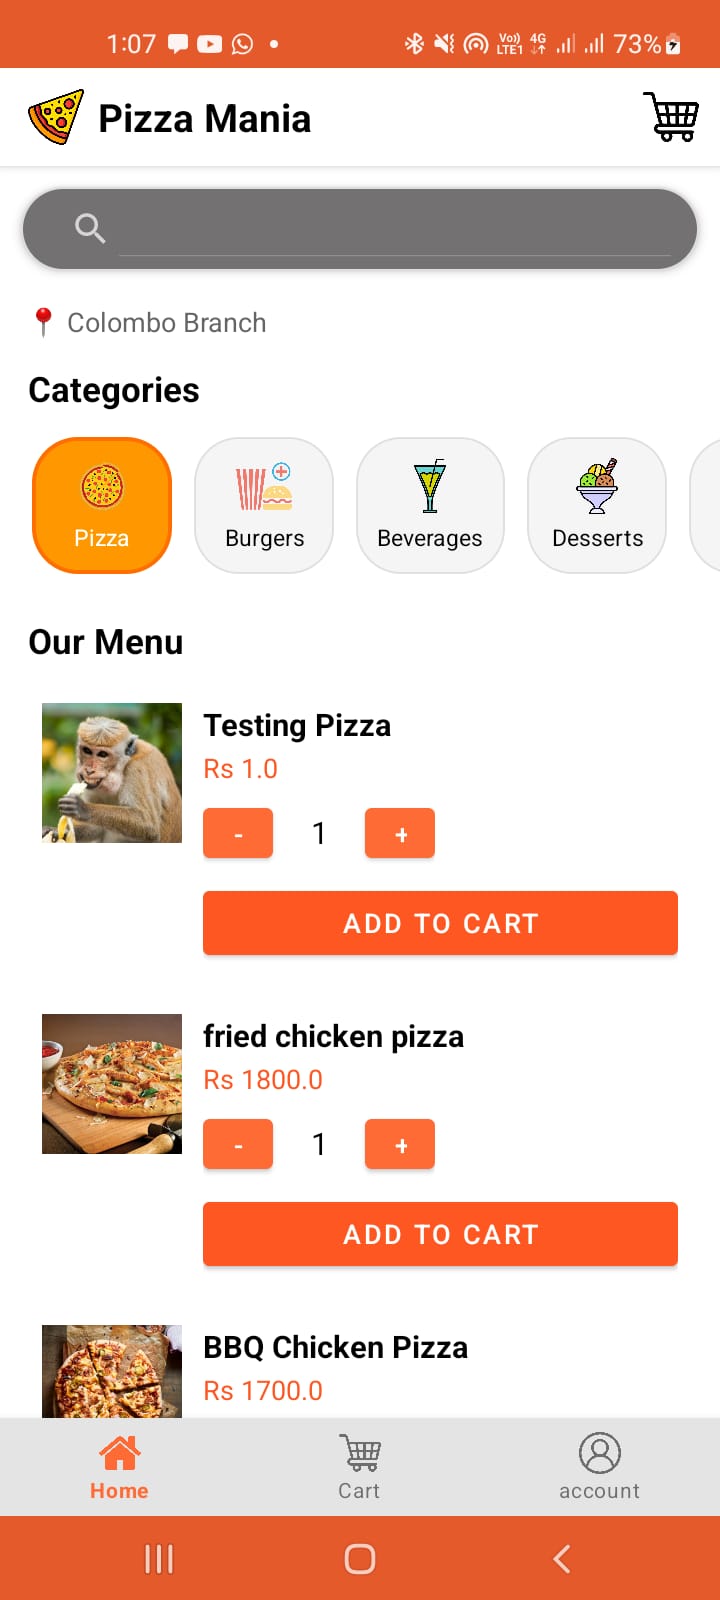 1:07 Vo)) LTE1 4G 73%
Pizza Mania
Colombo Branch
Categories
Pizza Burgers Beverages Desserts
Our Menu
Testing Pizza
Rs 1.0
- 1 +
ADD TO CART
fried chicken pizza
Rs 1800.0
- 1 +
ADD TO CART
BBQ Chicken Pizza
Rs 1700.0
Home Cart account